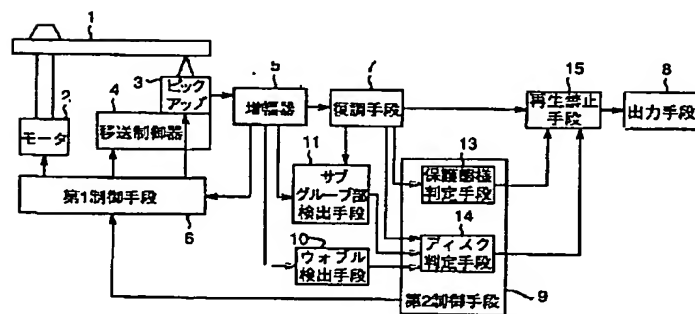 1
2
モータ
3
ピック
アップ
4
移送制御器
第1制御手段
6
5
増幅器
7
復調手段
11
サブ
グループ部
検出手段
10
ウォブル
検出手段
13
保護態様
判定手段
14
ディスク
判定手段
第2制御手段
9
15
再生禁止
手段
8
出力手段